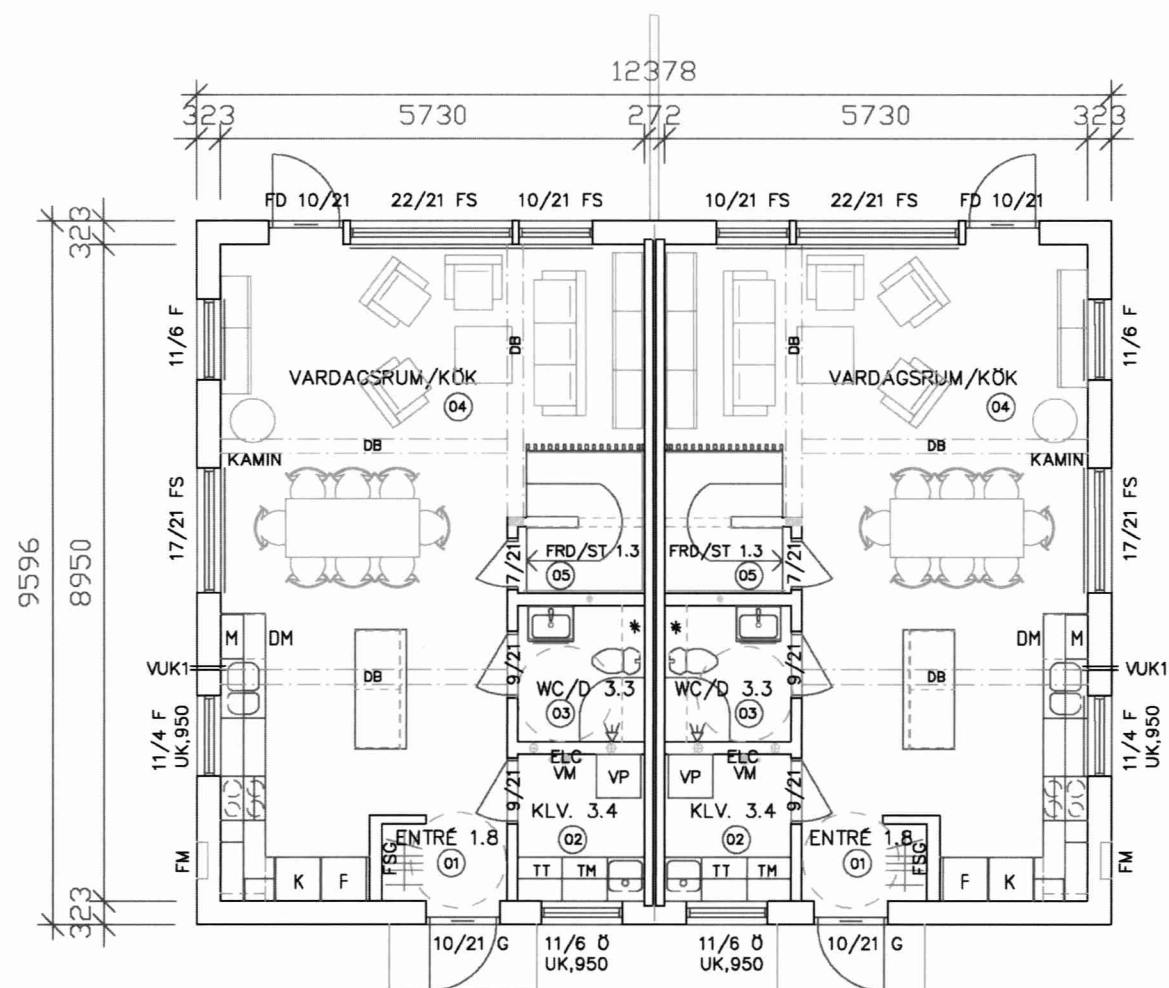 12378
323 5730 272 5730 323
FD 10/21 22/21 FS 10/21 FS 10/21 FS 22/21 FS FD 10/21
323
11/6 F DB DB 11/6 F
VARDAGSRUM/KÖK VARDAGSRUM/KÖK
04 04
DB DB
KAMIN KAMIN
17/21 FS 17/21 FS
9596 8950
7/21 FRD/ST 1.3 FRD/ST 1.3 7/21
05 05
M DM * * DM M
VUK1 DB 9/21 WC/D 3.3 WC/D 3.3 9/21 DB VUK1
03 03
11/4 F 11/4 F
UK,950 UK,950
ELC ELC
VM VM
9/21 VP VP 9/21
KLV. 3.4 KLV. 3.4
ENTRÉ 1.8 02 02 ENTRÉ 1.8
FM FSG 01 01 FSG FM
K F TT TM TT TM F K
323
10/21 G 11/6 Ö 11/6 Ö 10/21 G
UK,950 UK,950